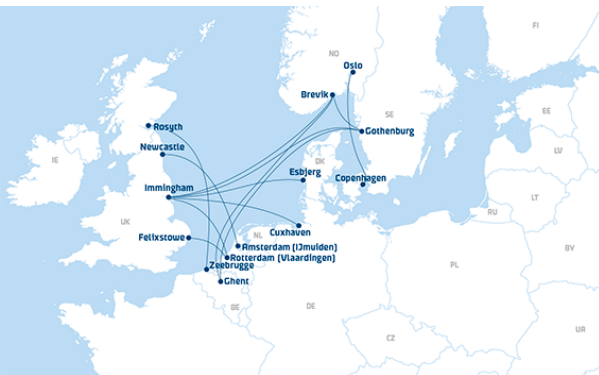 FI
NO
Oslo
Brevik
SE
EE
Rosyth
Gothenburg
Newcastle
LV
IE
DK
Esbjerg
Copenhagen
Immingham
LT
RU
UK
Cuxhaven
Felixstowe
NL
Amsterdam (IJmuiden)
BY
Rotterdam (Vlaardingen)
Zeebrugge
PL
Ghent
BE
DE
UR
CZ